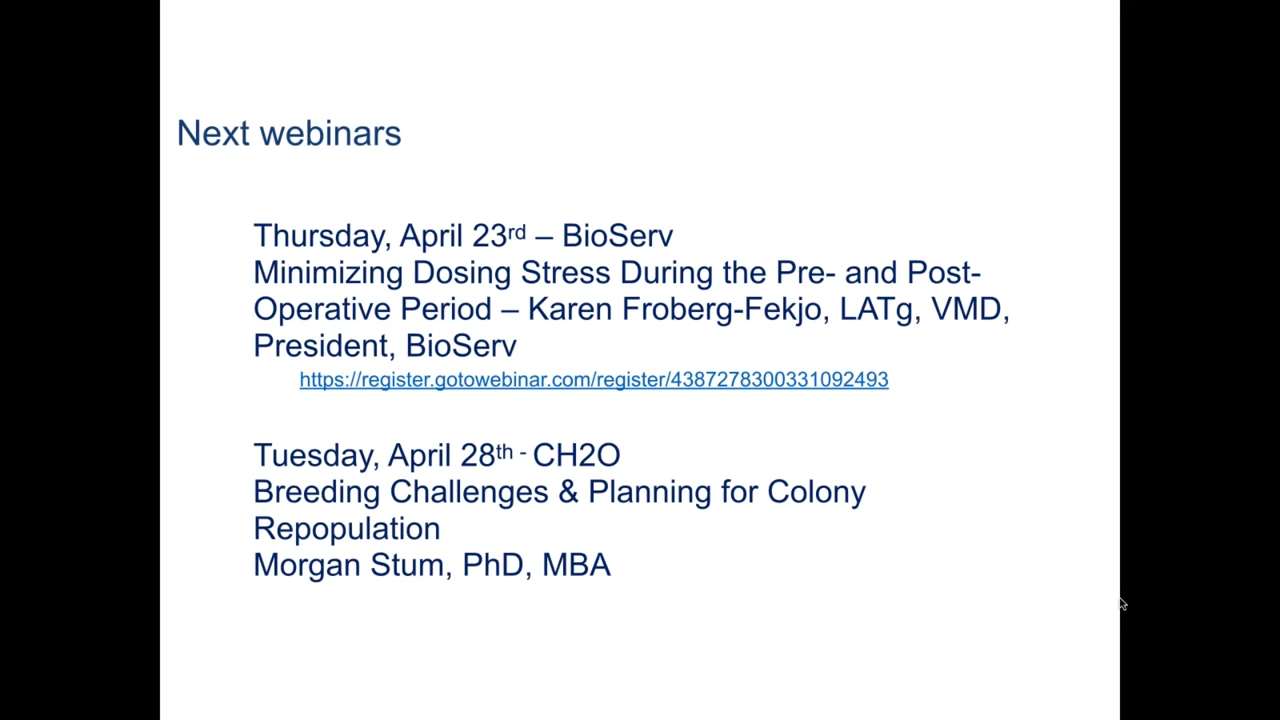 Next webinars
Thursday, April 23rd – BioServ
Minimizing Dosing Stress During the Pre- and Post-
Operative Period – Karen Froberg-Fekjo, LATg, VMD,
President, BioServ
https://register.gotowebinar.com/register/4387278300331092493
Tuesday, April 28th - CH2O
Breeding Challenges & Planning for Colony
Repopulation
Morgan Stum, PhD, MBA